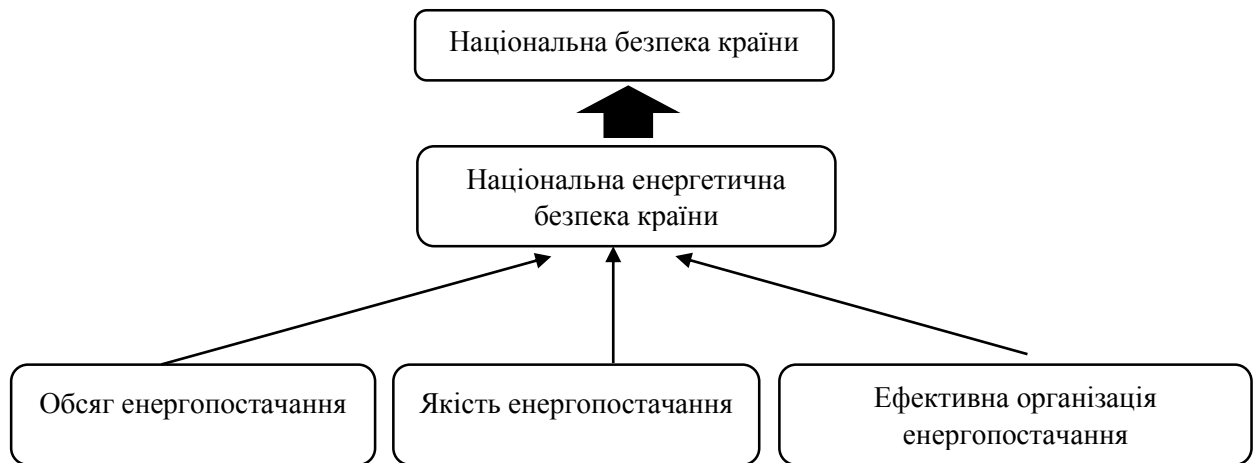 Національна безпека країни
Національна енергетична
безпека країни
Обсяг енергопостачання
Якість енергопостачання
Ефективна організація
енергопостачання